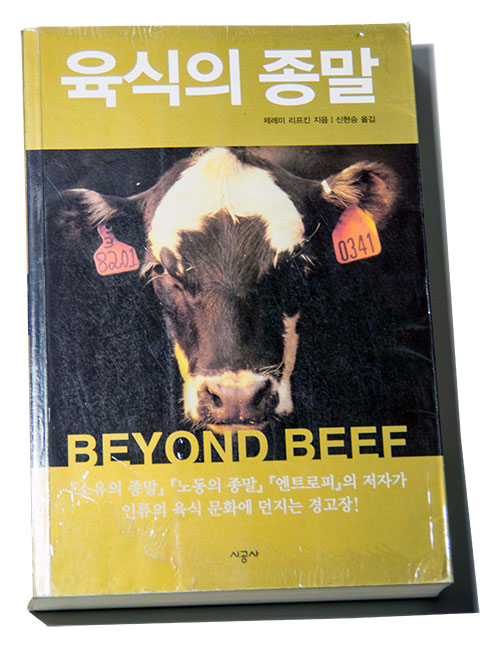 육식의 종말
제레미 리프킨 지음 | 신현승 옮김
3
8201
0341
BEYOND BEEF
『소유의 종말』 『노동의 종말』 『엔트로피』의 저자가
인류의 육식 문화에 던지는 경고장!
시공사